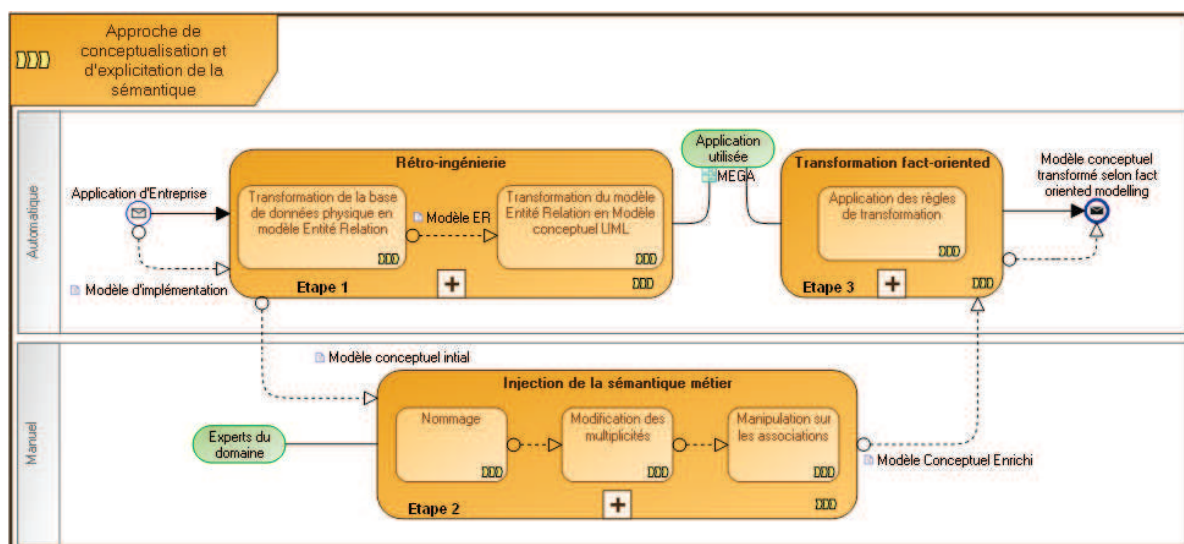 Approche de
conceptualisation et
d'explicitation de la
sémantique
Automatique
Application d'Entreprise
Modèle d'implémentation
Rétro-ingénierie
Transformation de la base
de données physique en
modèle Entité Relation
Modèle ER
Transformation du modèle
Entité Relation en Modèle
conceptuel UML
Etape 1
Application
utilisée
MEGA
Transformation fact-oriented
Application des règles
de transformation
Etape 3
Modèle conceptuel
transformé selon fact
oriented modelling
Manuel
Modèle conceptuel intial
Experts du
domaine
Injection de la sémantique métier
Nommage
Modification des
multiplicités
Manipulation sur
les associations
Etape 2
Modèle Conceptuel Enrichi